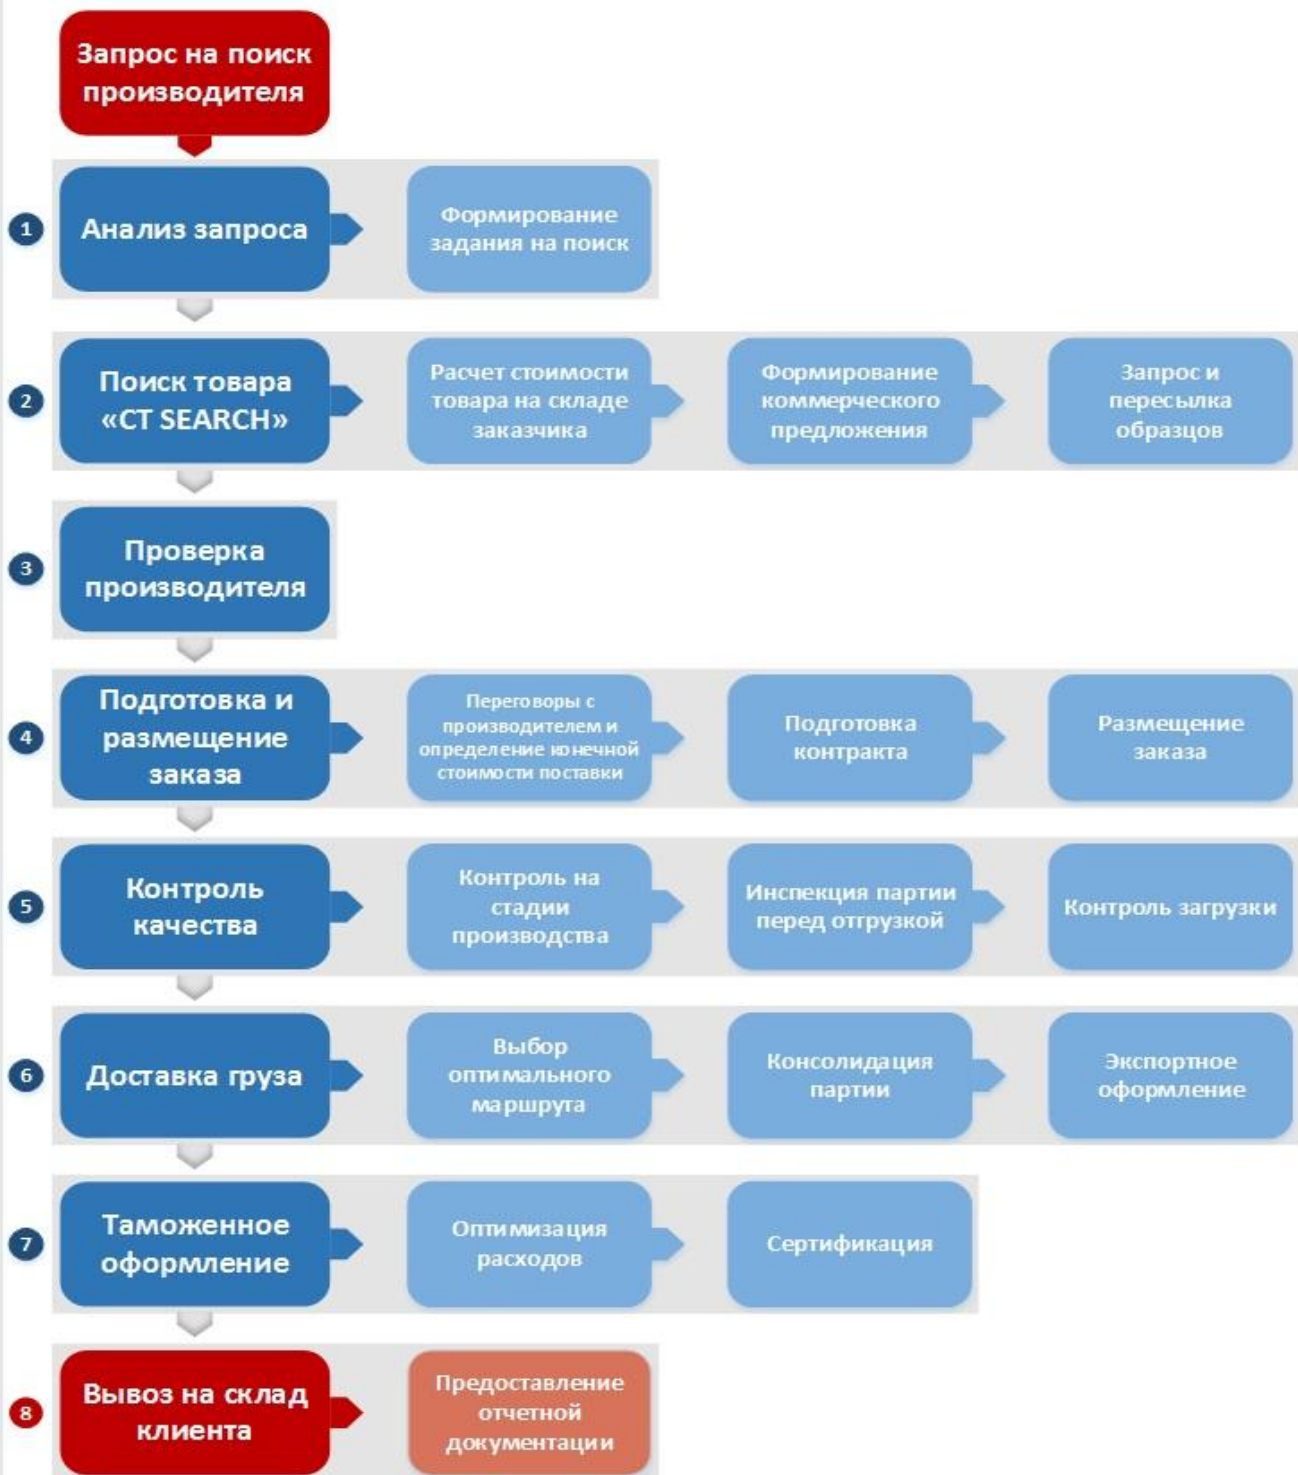 Запрос на поиск
производителя
1
Анализ запроса
Формирование
задания на поиск
2
Поиск товара
«CT SEARCH»
Расчет стоимости
товара на складе
заказчика
Формирование
коммерческого
предложения
Запрос и
пересылка
образцов
3
Проверка
производителя
4
Подготовка и
размещение
заказа
Переговоры с
производителем и
определение конечной
стоимости поставки
Подготовка
контракта
Размещение
заказа
5
Контроль
качества
Контроль на
стадии
производства
Инспекция партии
перед отгрузкой
Контроль загрузки
6
Доставка груза
Выбор
оптимального
маршрута
Консолидация
партии
Экспортное
оформление
7
Таможенное
оформление
Оптимизация
расходов
Сертификация
8
Вывоз на склад
клиента
Предоставление
отчетной
документации